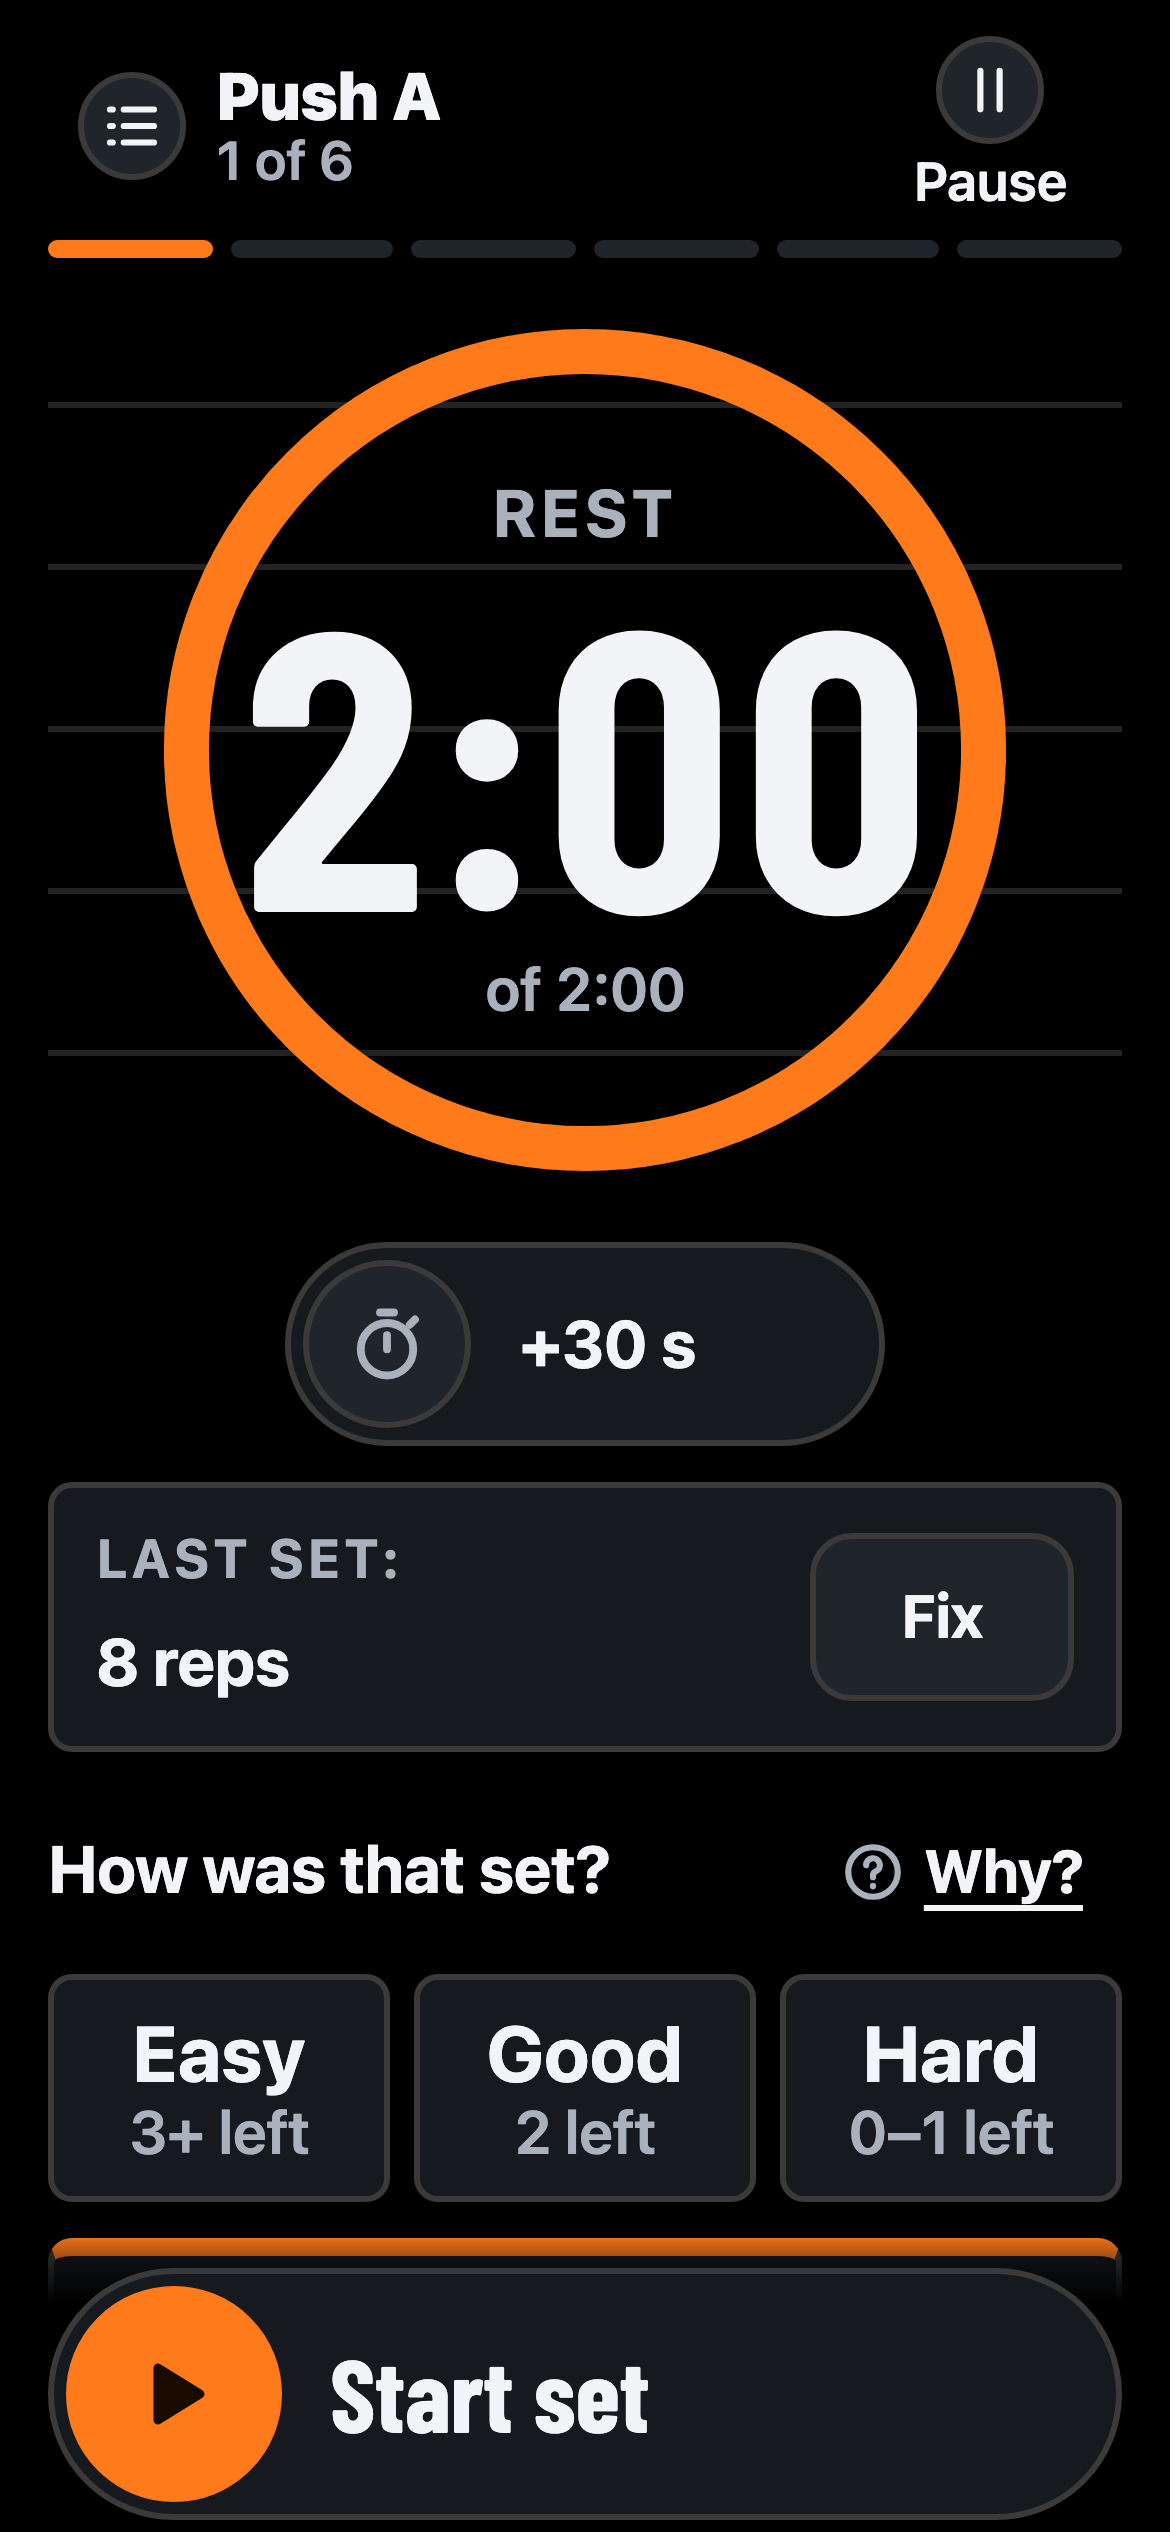 Push A
1 of 6
Pause
REST
2:00
of 2:00
+30 s
LAST SET:
8 reps
Fix
How was that set?
Why?
Easy
3+ left
Good
2 left
Hard
0–1 left
Start set